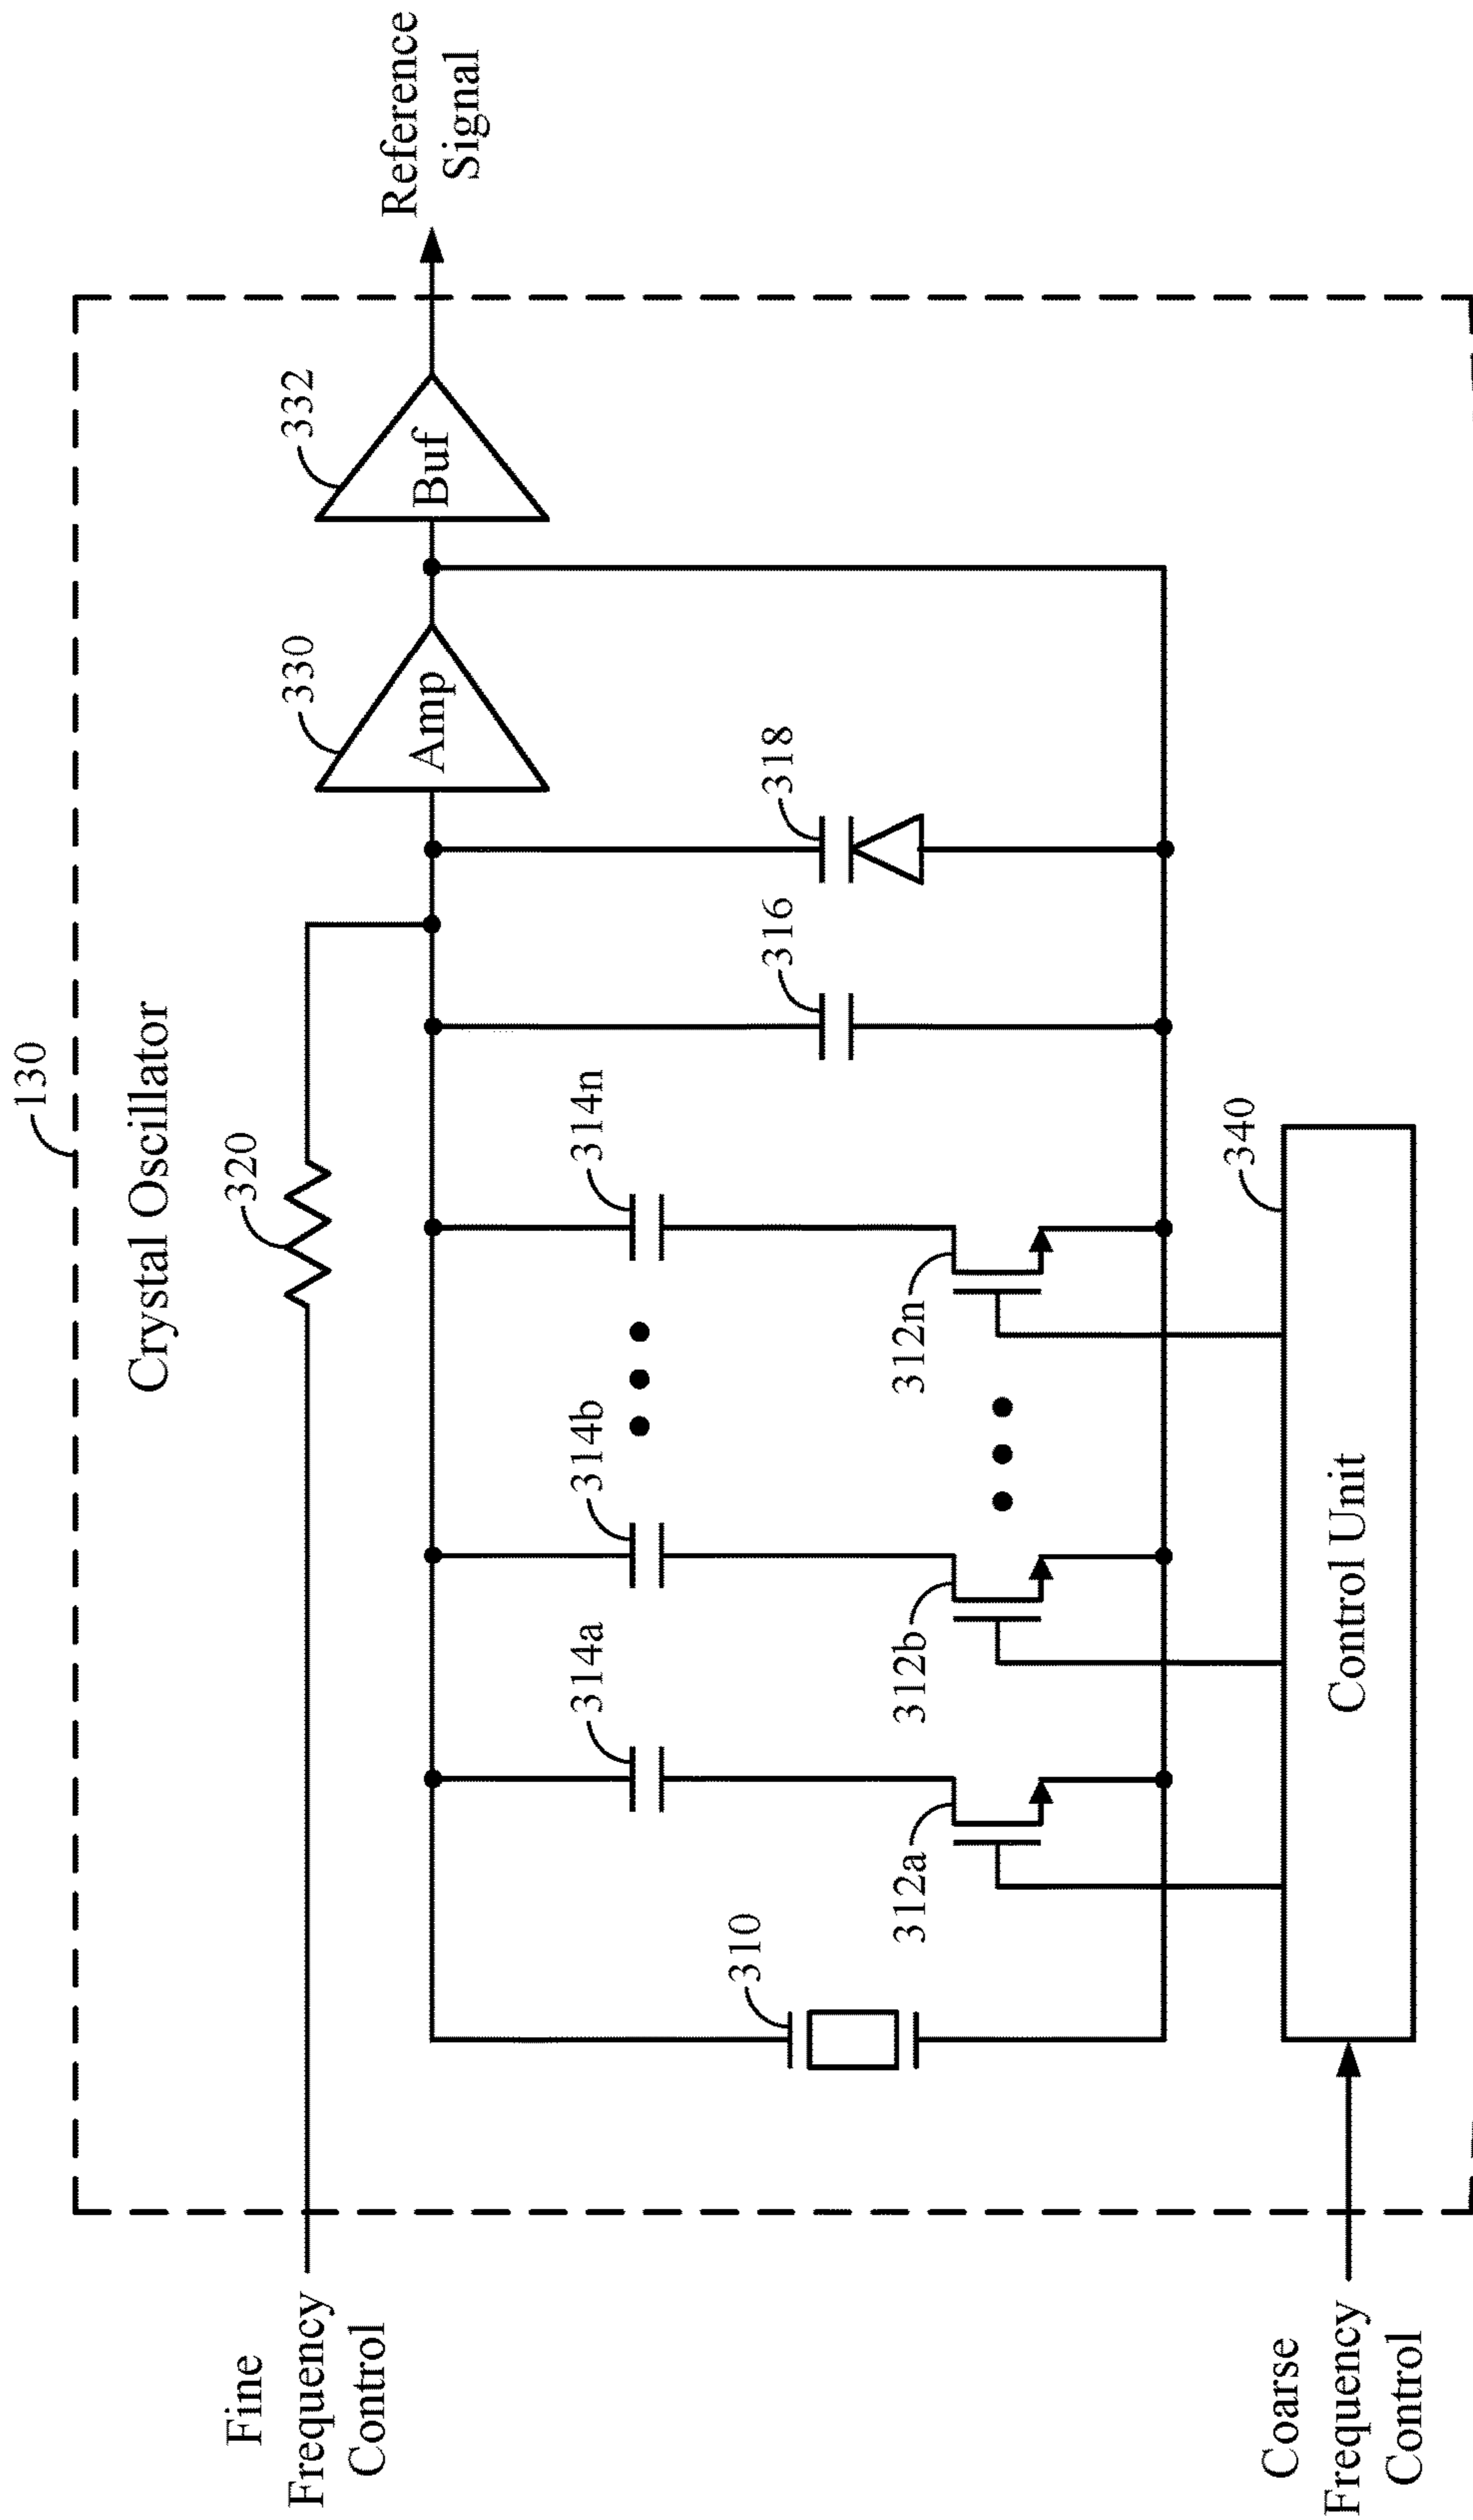 130
Crystal Oscillator
Fine
Frequency
Control
320
330
Amp
332
Buf
Reference
Signal
314a
314b
314n
310
316
318
312a
312b
312n
340
Control Unit
Coarse
Frequency
Control